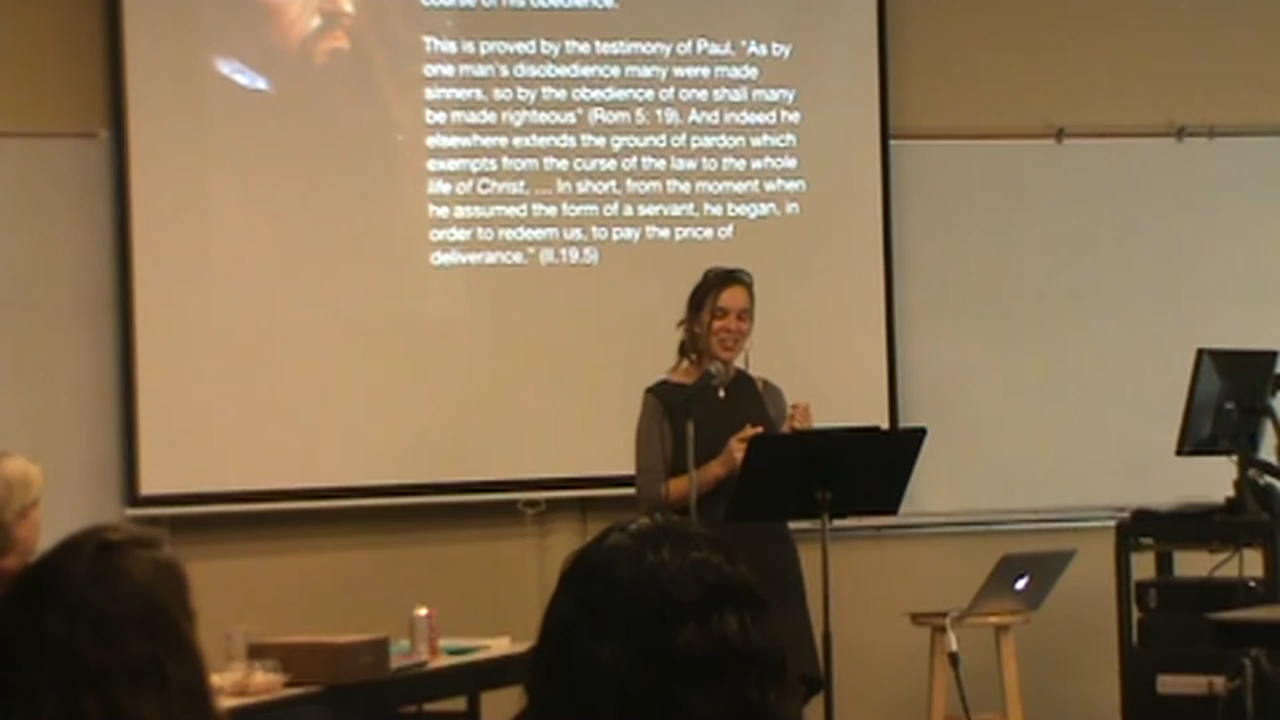 course of his obedience.
This is proved by the testimony of Paul, "As by
one man's disobedience many were made
sinners, so by the obedience of one shall many
be made righteous" (Rom 5: 19). And indeed he
elsewhere extends the ground of pardon which
exempts from the curse of the law to the whole
life of Christ, ... In short, from the moment when
he assumed the form of a servant, he began, in
order to redeem us, to pay the price of
deliverance." (II.19.5)